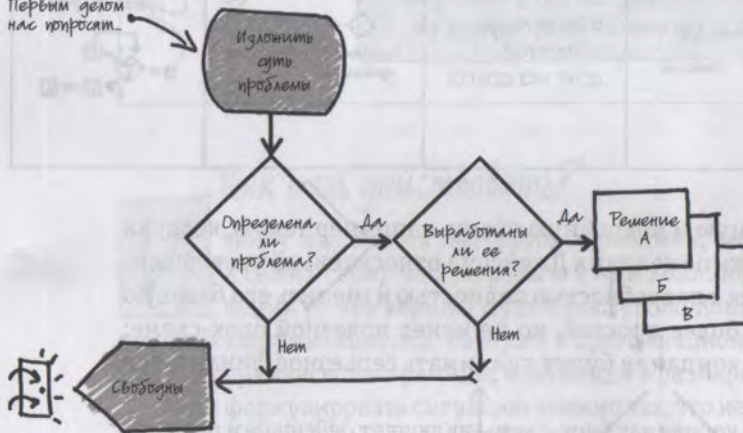 Первым делом
нас попросят...
Изложить
суть
проблемы
Определена
ли
проблема?
Да
Выработаны
ли ее
решения?
Да
Решение
А
Б
В
Нет
Нет
Свободны